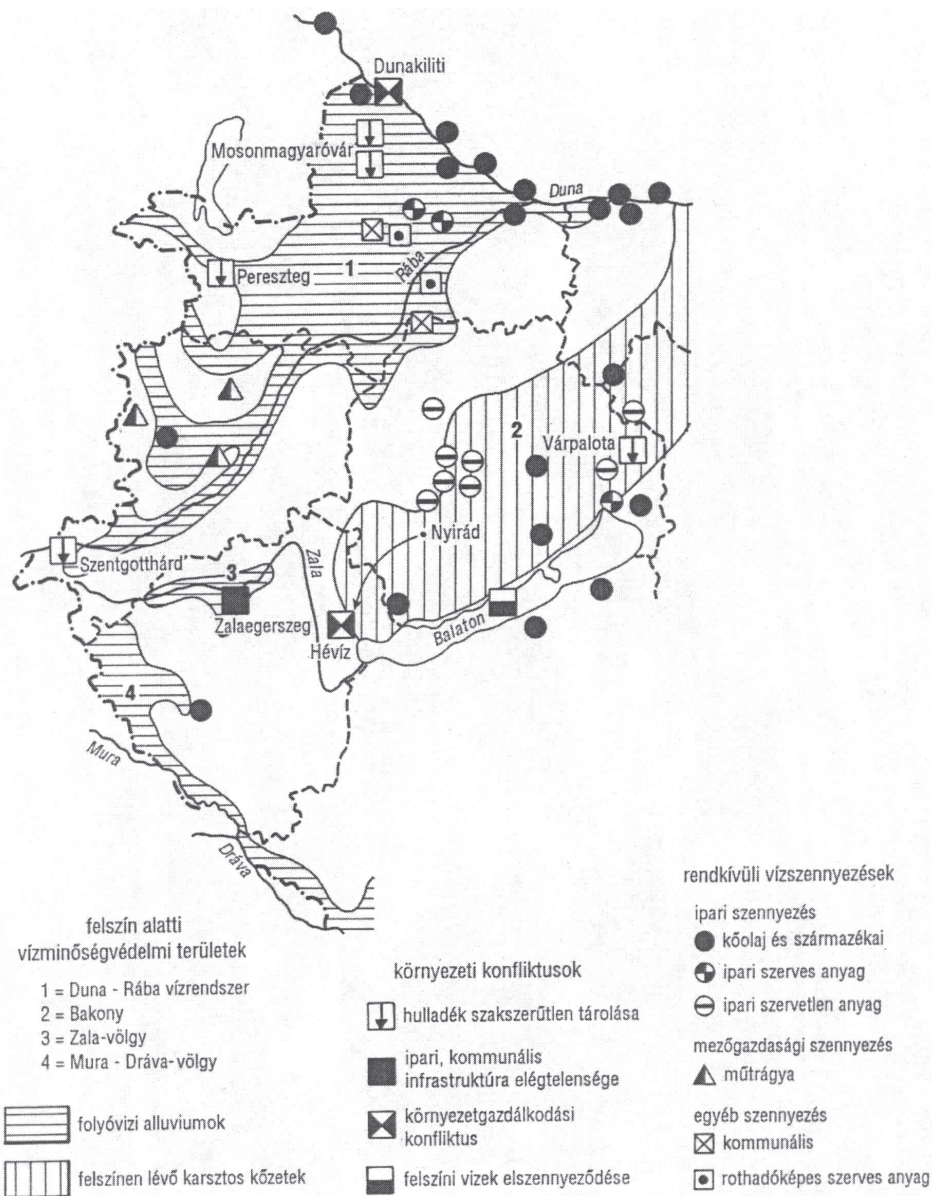 Dunakiliti
Mosonmagyaróvár
Duna
Pereszteg
1
Rába
2
Várpalota
Nyirád
Szentgotthárd
3
Zala
Zalaegerszeg
Balaton
Hévíz
4
Mura
Dráva
felszín alatti
vízminőségvédelmi területek
1 = Duna - Rába vízrendszer
2 = Bakony
3 = Zala-völgy
4 = Mura - Dráva-völgy
folyóvizi alluviumok
felszínen lévő karsztos kőzetek
környezeti konfliktusok
hulladék szakszerűtlen tárolása
ipari, kommunális
infrastruktúra elégtelensége
környezetgazdálkodási
konfliktus
felszíni vizek elszennyeződése
rendkívüli vízszennyezések
ipari szennyezés
kőolaj és származékai
ipari szerves anyag
ipari szervetlen anyag
mezőgazdasági szennyezés
műtrágya
egyéb szennyezés
kommunális
rothadóképes szerves anyag